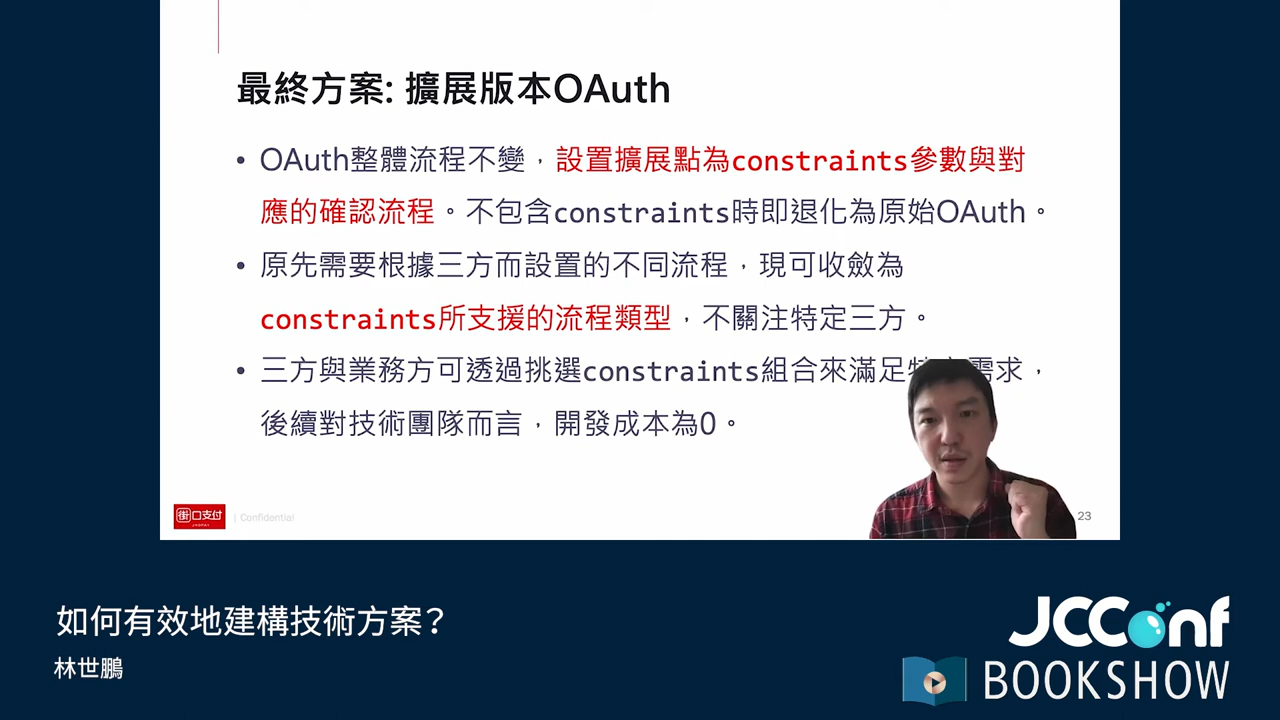 最終方案: 擴展版本OAuth
• OAuth整體流程不變，設置擴展點為constraints參數與對
應的確認流程。不包含constraints時即退化為原始OAuth。
• 原先需要根據三方而設置的不同流程，現可收斂為
constraints所支援的流程類型，不關注特定三方。
• 三方與業務方可透過挑選constraints組合來滿足需求，
後續對技術團隊而言，開發成本為0。
街口支付
JKOPAY
| Confidential
23
如何有效地建構技術方案？
林世鵬
JCConf
BOOKSHOW